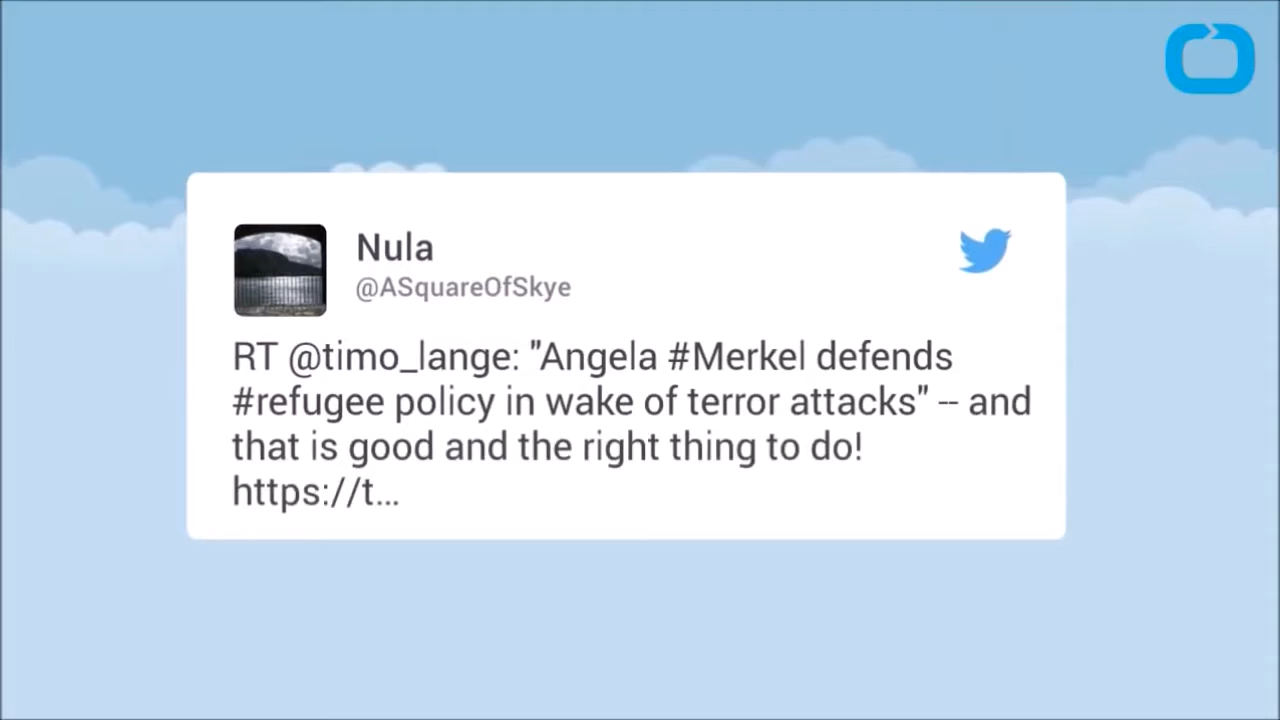 Nula
@ASquareOfSkye
RT @timo_lange: "Angela #Merkel defends
#refugee policy in wake of terror attacks" -- and
that is good and the right thing to do!
https://t...